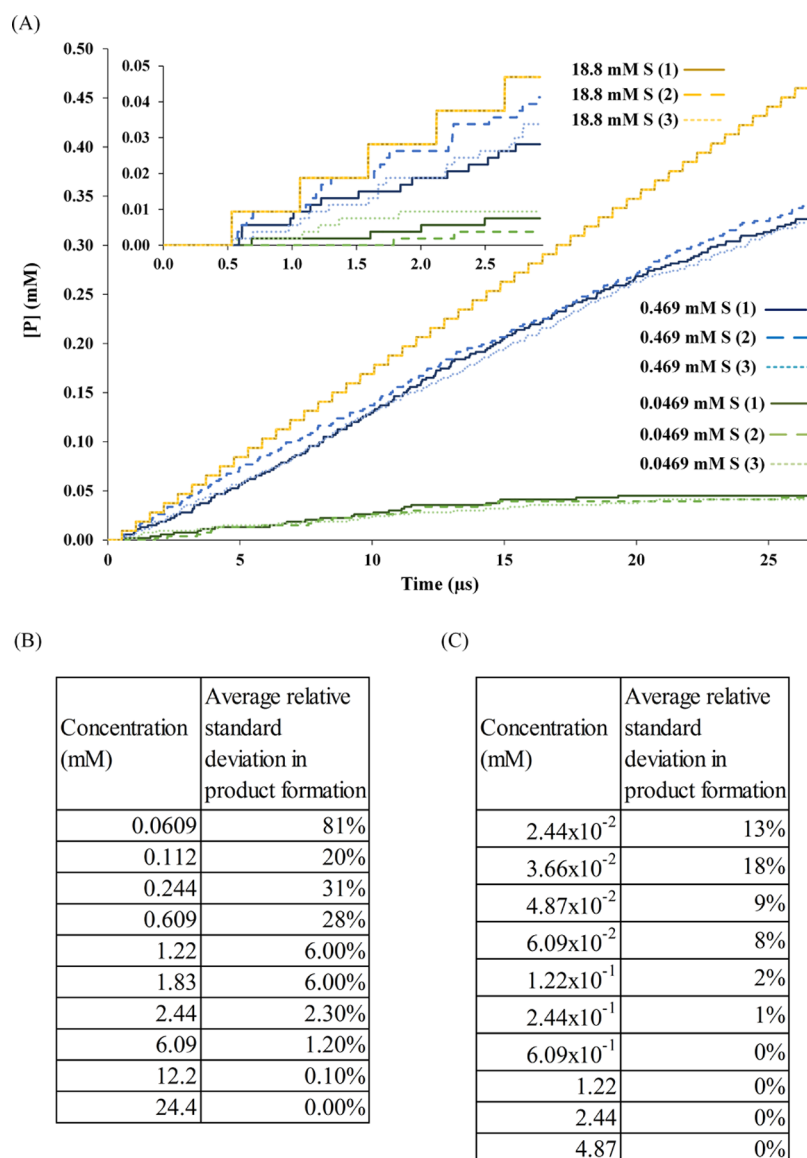 (A)
0.50
0.45
0.40
0.35
0.30
0.25
0.20
0.15
0.10
0.05
0.00
[P] (mM)
0.05
0.04
0.03
0.02
0.01
0.00
0.0 0.5 1.0 1.5 2.0 2.5
18.8 mM S (1)
18.8 mM S (2)
18.8 mM S (3)
0.469 mM S (1)
0.469 mM S (2)
0.469 mM S (3)
0.0469 mM S (1)
0.0469 mM S (2)
0.0469 mM S (3)
0 5 10 15 20 25
Time (µs)
(B)
Concentration (mM)
Average relative
standard
deviation in
product formation
0.0609 81%
0.112 20%
0.244 31%
0.609 28%
1.22 6.00%
1.83 6.00%
2.44 2.30%
6.09 1.20%
12.2 0.10%
24.4 0.00%
(C)
Concentration
(mM)
Average relative
standard
deviation in
product formation
2.44x10⁻² 13%
3.66x10⁻² 18%
4.87x10⁻² 9%
6.09x10⁻² 8%
1.22x10⁻¹ 2%
2.44x10⁻¹ 1%
6.09x10⁻¹ 0%
1.22 0%
2.44 0%
4.87 0%